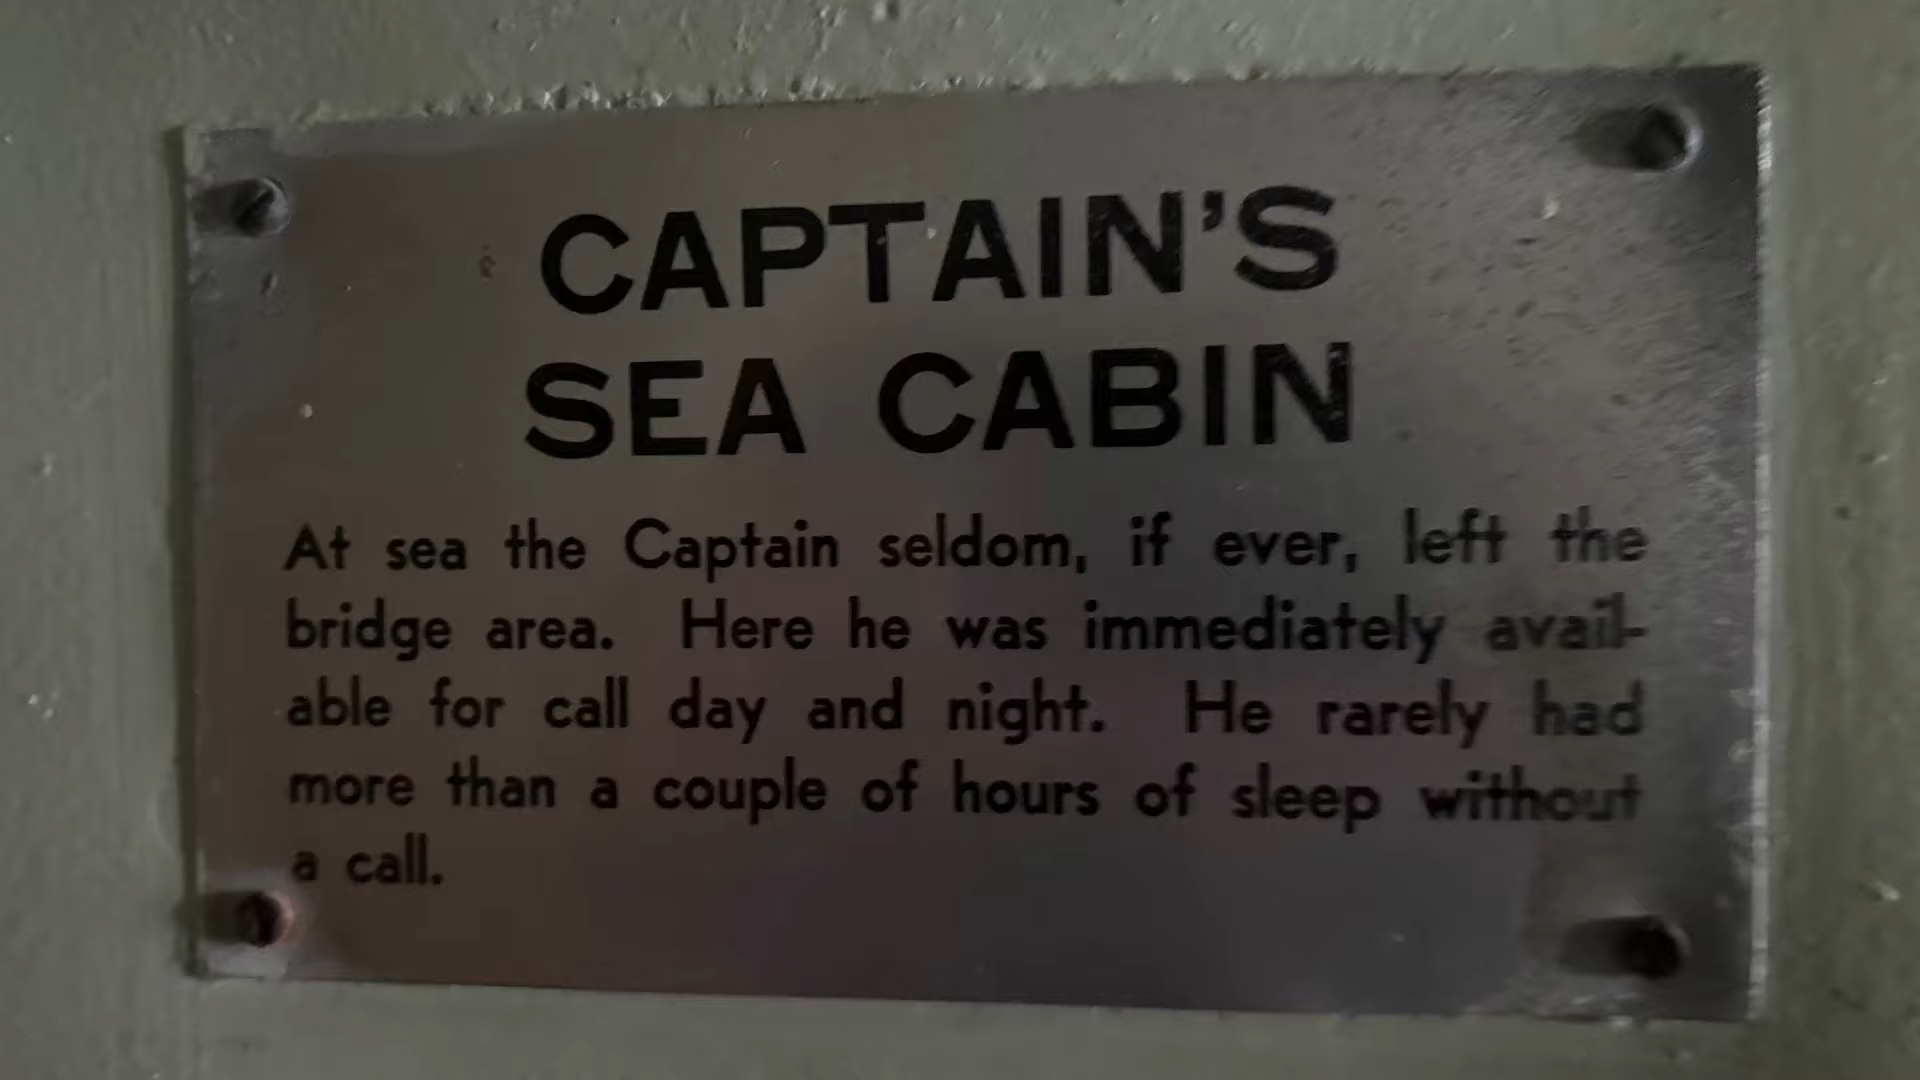 CAPTAIN'S
SEA CABIN
At sea the Captain seldom, if ever, left the
bridge area. Here he was immediately avail-
able for call day and night. He rarely had
more than a couple of hours of sleep without
a call.